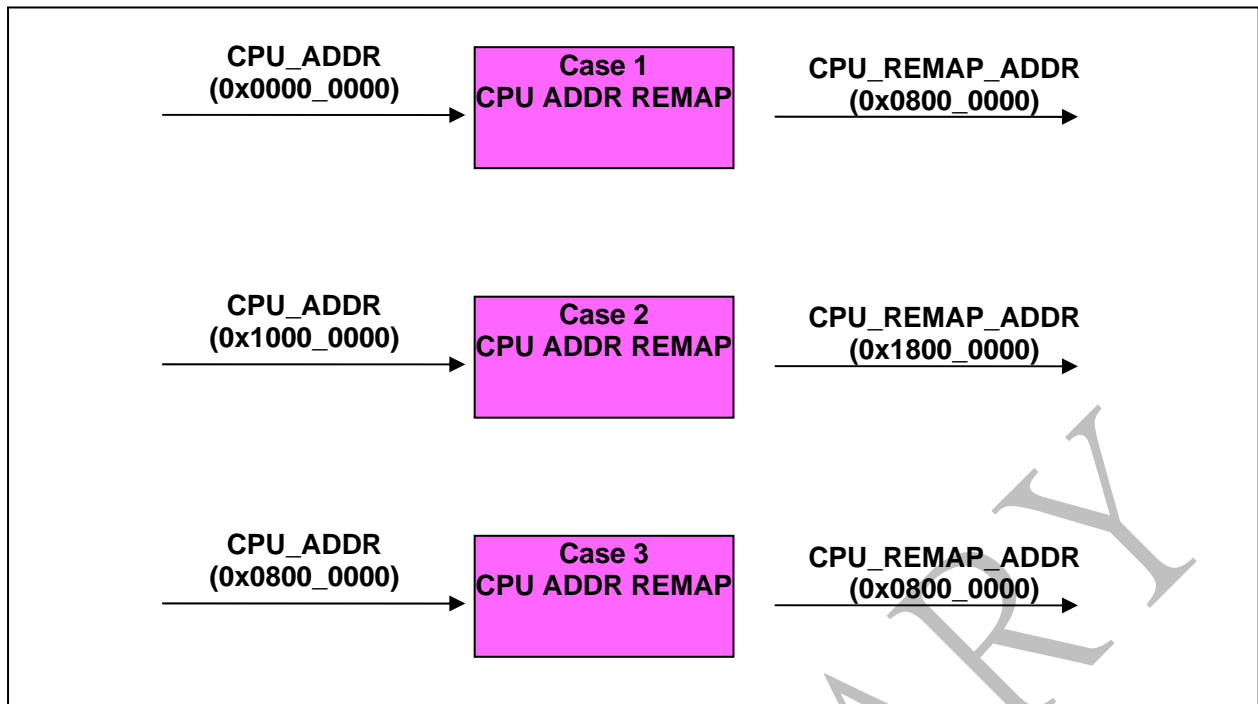 CPU_ADDR
(0x0000_0000)
Case 1
CPU ADDR REMAP
CPU_REMAP_ADDR
(0x0800_0000)
CPU_ADDR
(0x1000_0000)
Case 2
CPU ADDR REMAP
CPU_REMAP_ADDR
(0x1800_0000)
CPU_ADDR
(0x0800_0000)
Case 3
CPU ADDR REMAP
CPU_REMAP_ADDR
(0x0800_0000)
ARY